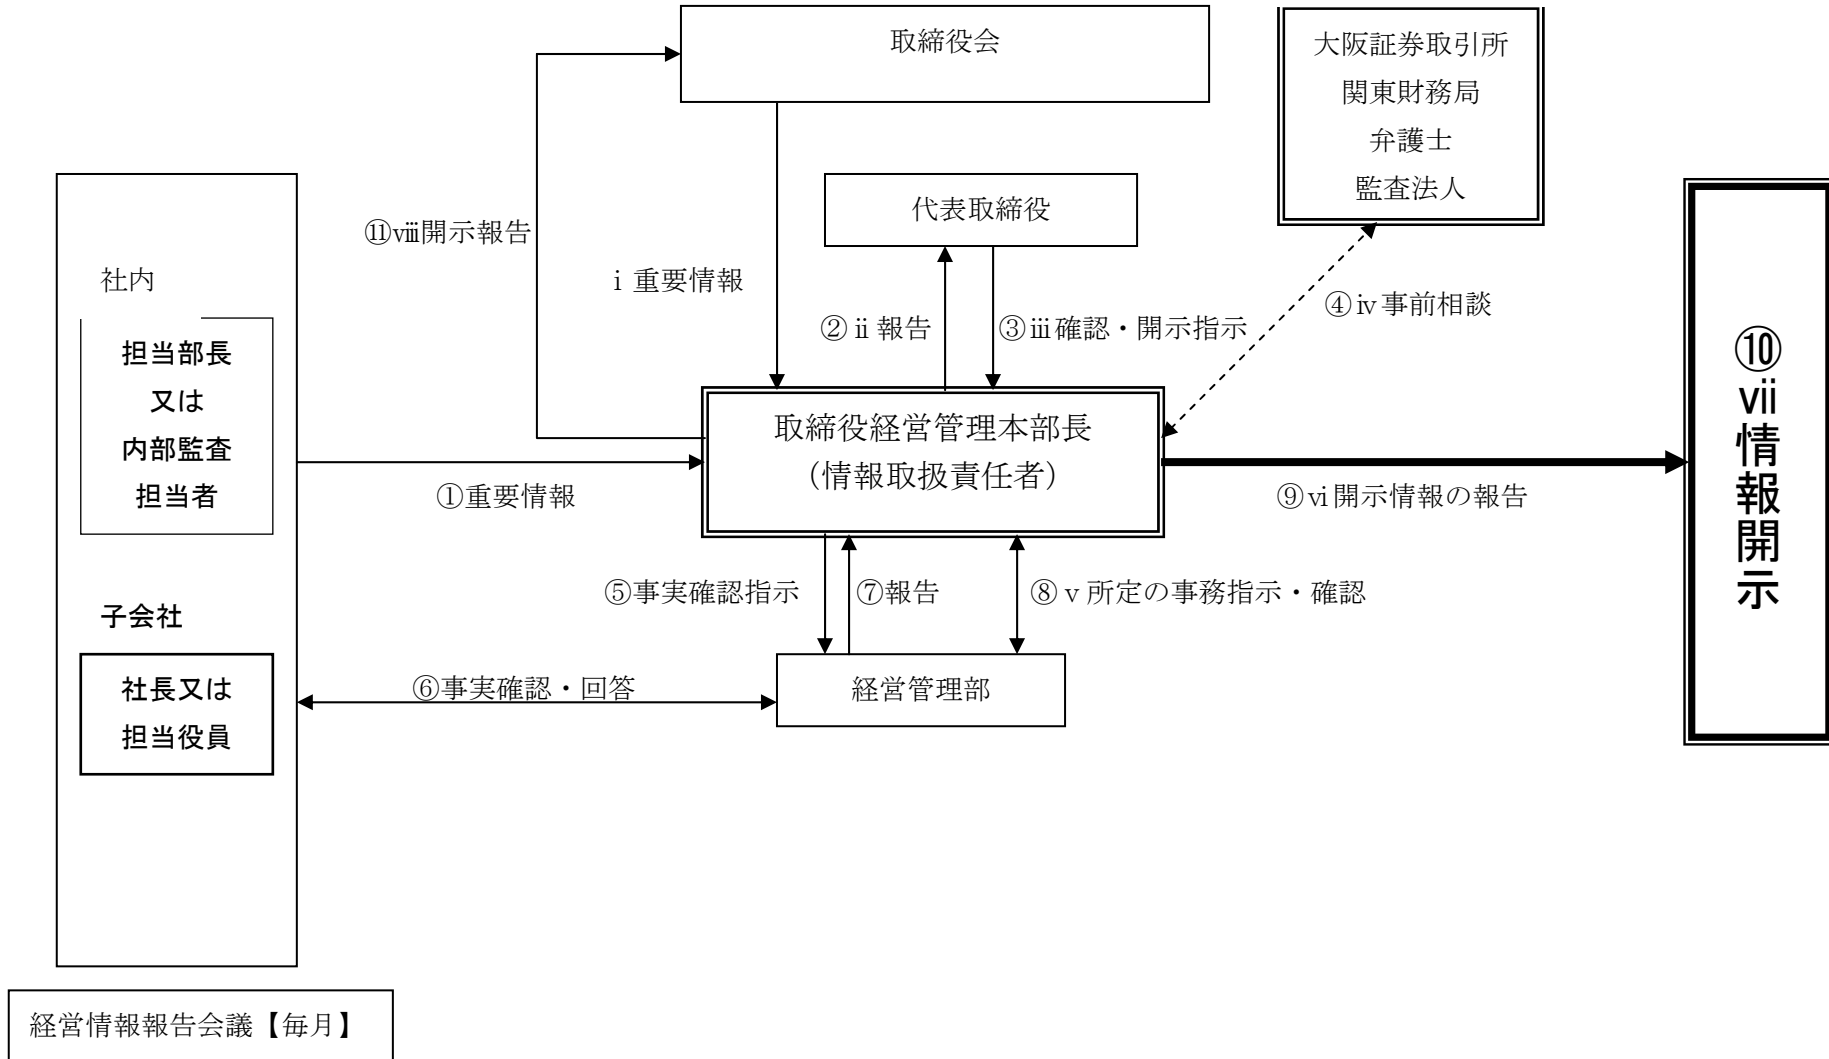 取締役会
大阪証券取引所
関東財務局
弁護士
監査法人
代表取締役
⑪ⅷ開示報告
ⅰ重要情報
②ⅱ報告
③ⅲ確認・開示指示
④ⅳ事前相談
社内
担当部長
又は
内部監査
担当者
①重要情報
取締役経営管理本部長
（情報取扱責任者）
⑨ⅵ開示情報の報告
⑩ⅶ情報開示
⑤事実確認指示
⑦報告
⑧ⅴ所定の事務指示・確認
子会社
社長又は
担当役員
⑥事実確認・回答
経営管理部
経営情報報告会議【毎月】